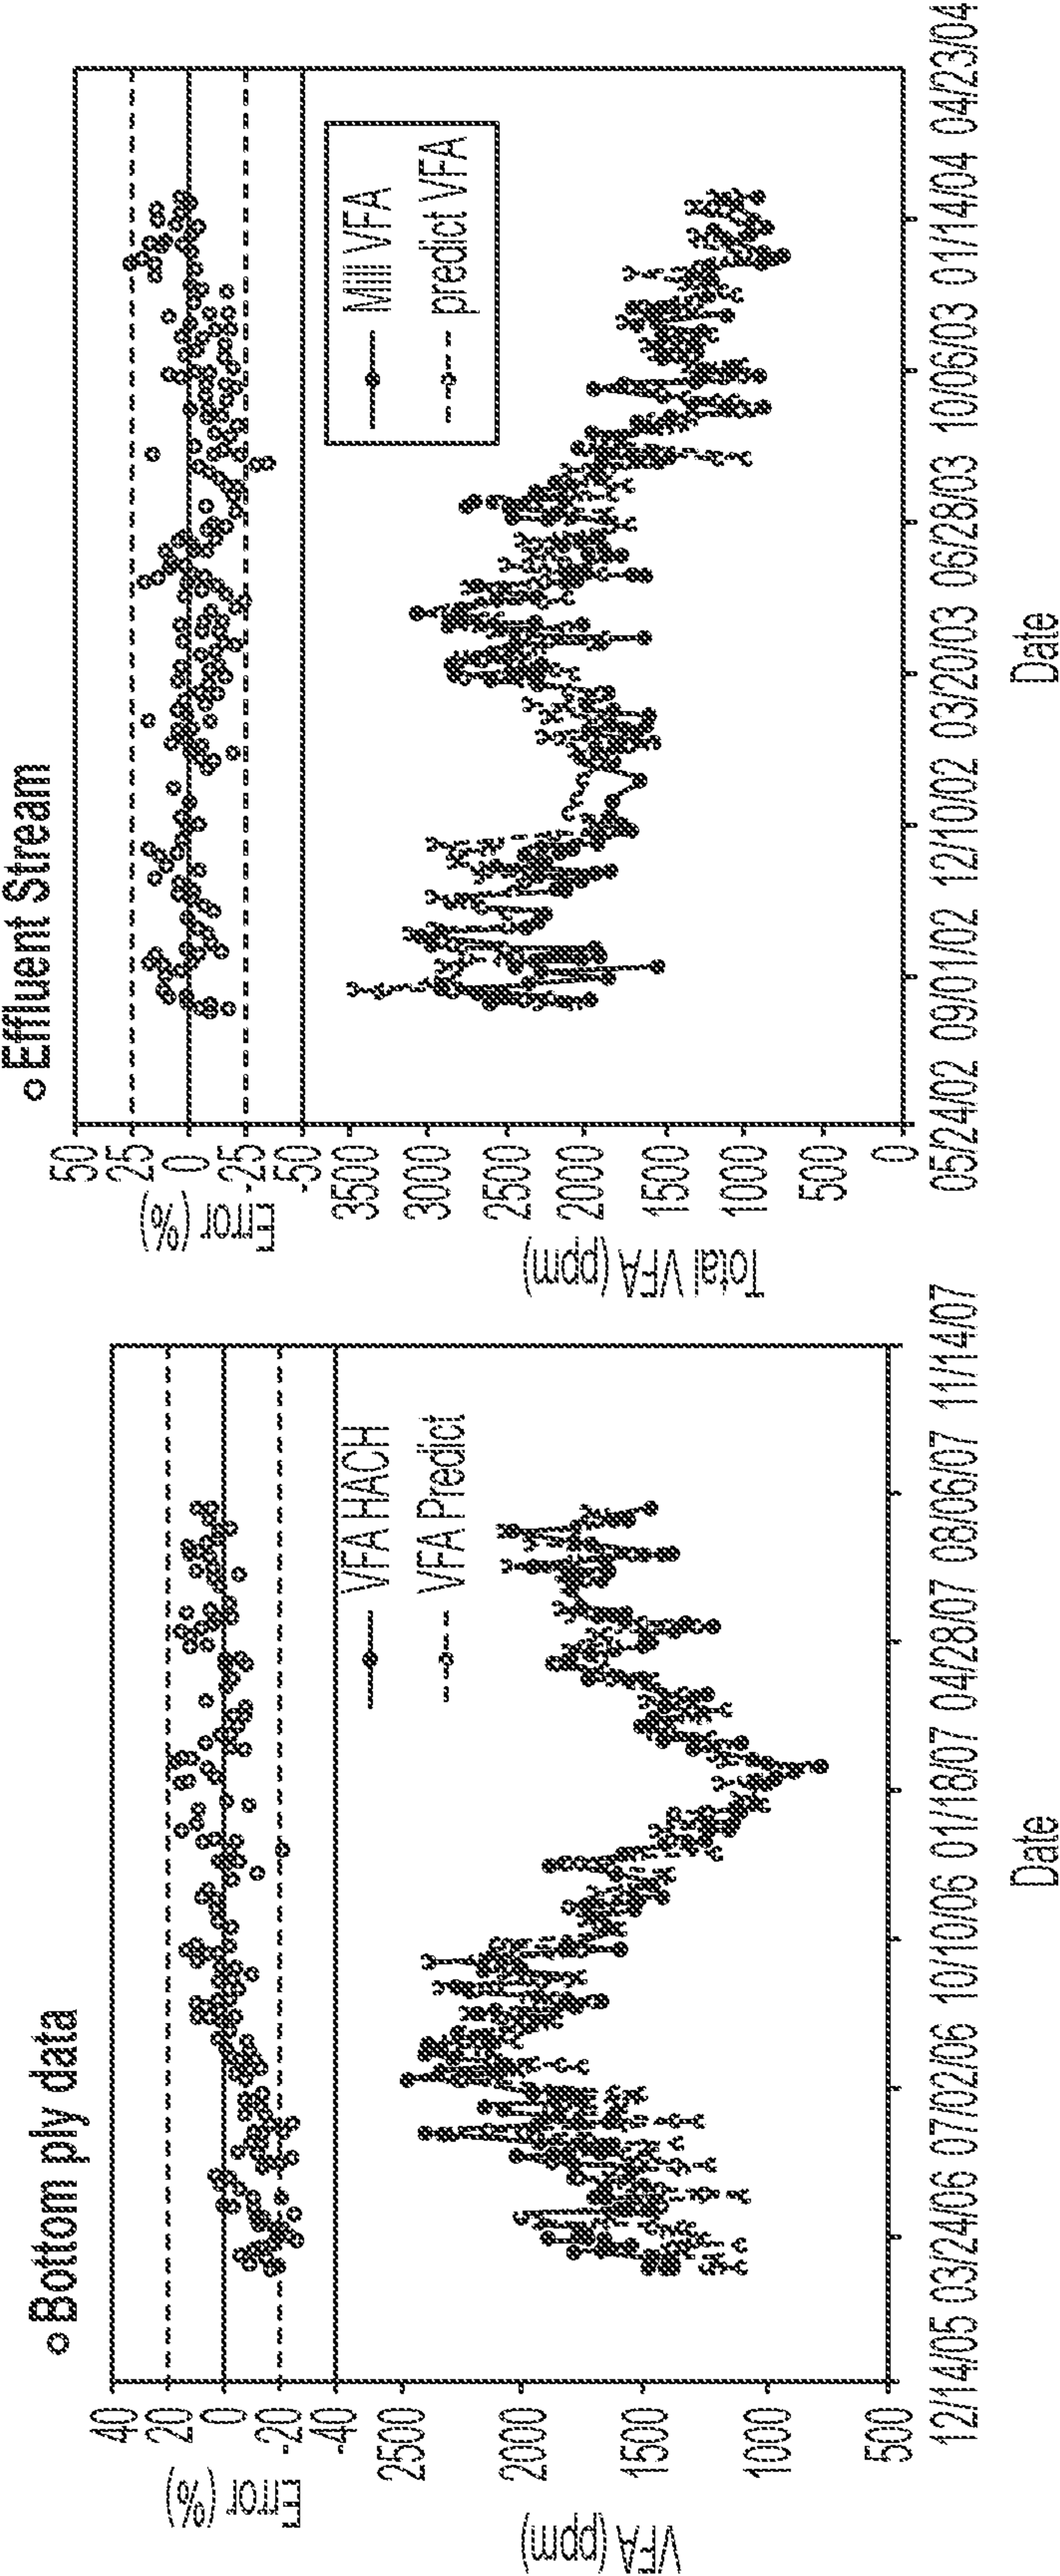 Bottom ply data
40
20
0
-20
-40
Error (%)
VFA HACH
VFA Predict
2500
2000
1500
1000
500
VFA (ppm)
12/14/05 03/24/06 07/02/06 10/10/06 01/18/07 04/28/07 08/06/07 11/14/07
Date
Effluent Stream
50
25
0
-25
-50
Error (%)
Mill VFA
predict VFA
3500
3000
2500
2000
1500
1000
500
0
Total VFA (ppm)
05/24/02 09/01/02 12/10/02 03/20/03 06/28/03 10/06/03 01/14/04 04/23/04
Date